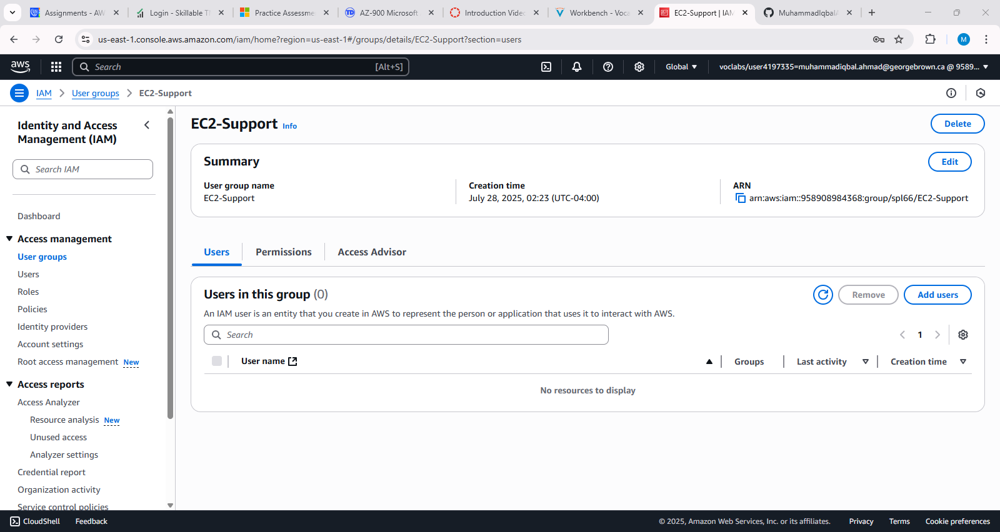 Assignments - AW
Login - Skillable T
Practice Assessme
AZ-900 Microsoft
Introduction Vide
Workbench - Voca
EC2-Support | IAM
MuhammadIqbal
us-east-1.console.aws.amazon.com/iam/home?region=us-east-1#/groups/details/EC2-Support?section=users
M
aws
Search
[Alt+S]
Global
voclabs/user4197335=muhammadiqbal.ahmad@georgebrown.ca @ 9589...
IAM
User groups
EC2-Support
Identity and Access
Management (IAM)
Search IAM
Dashboard
Access management
User groups
Users
Roles
Policies
Identity providers
Account settings
Root access management New
Access reports
Access Analyzer
Resource analysis New
Unused access
Analyzer settings
Credential report
Organization activity
Service control policies
EC2-Support Info
Delete
Summary
Edit
User group name
EC2-Support
Creation time
July 28, 2025, 02:23 (UTC-04:00)
ARN
arn:aws:iam::958908984368:group/spl66/EC2-Support
Users
Permissions
Access Advisor
Users in this group (0)
Remove
Add users
An IAM user is an entity that you create in AWS to represent the person or application that uses it to interact with AWS.
Search
1
User name
Groups
Last activity
Creation time
No resources to display
CloudShell
Feedback
© 2025, Amazon Web Services, Inc. or its affiliates.
Privacy
Terms
Cookie preferences